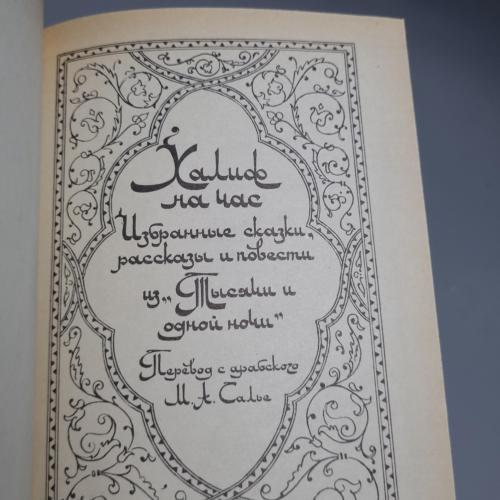 Халиф
на час
Избранные сказки,
рассказы и повести
из „Тысячи и
одной ночи"
Перевод с арабского
М. А. Салье